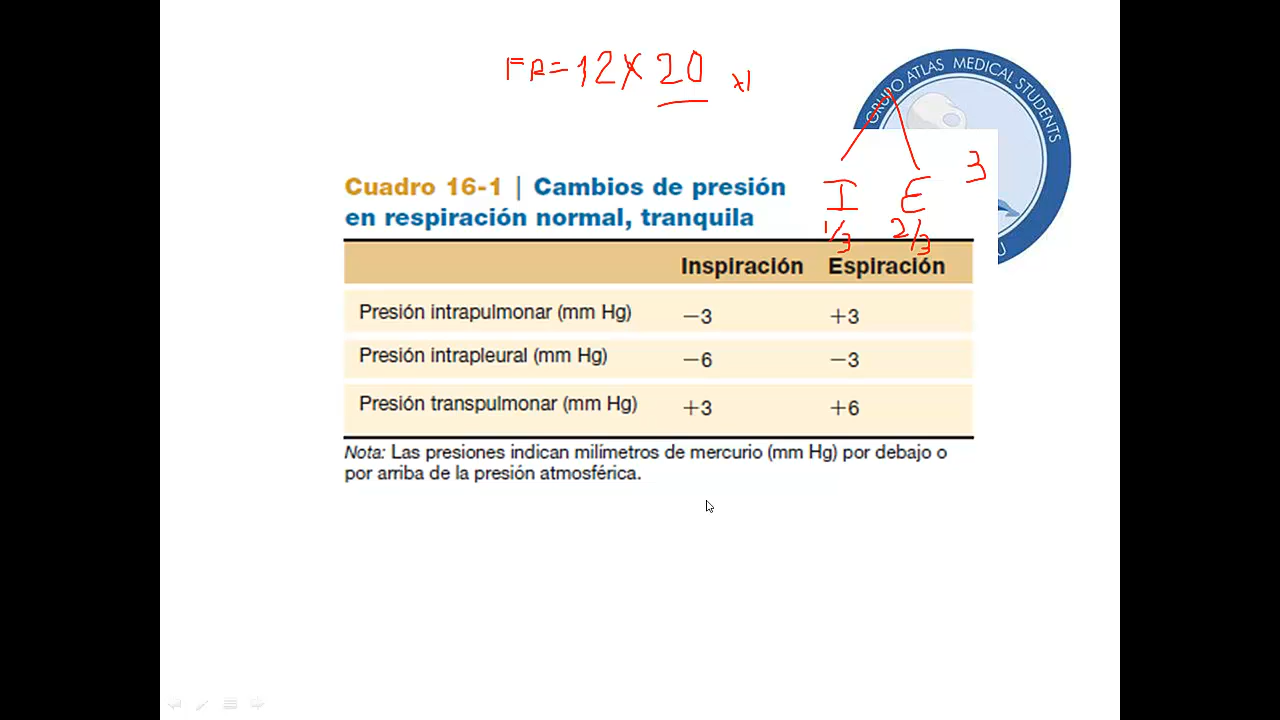 FR=12x 20 x1
GRUPO ATLAS MEDICAL STUDENTS
I E 3
1/3 2/3
Cuadro 16-1 | Cambios de presión
en respiración normal, tranquila
Inspiración Espiración
Presión intrapulmonar (mm Hg) −3 +3
Presión intrapleural (mm Hg) −6 −3
Presión transpulmonar (mm Hg) +3 +6
Nota: Las presiones indican milímetros de mercurio (mm Hg) por debajo o
por arriba de la presión atmosférica.